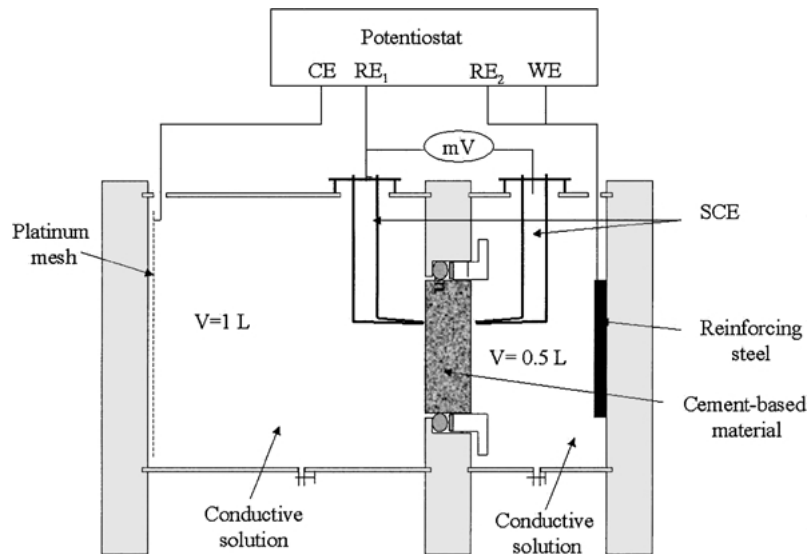 Potentiostat
CE RE₁ RE₂ WE
mV
SCE
Platinum
mesh
V=1 L
V= 0.5 L
Reinforcing
steel
Cement-based
material
Conductive
solution
Conductive
solution